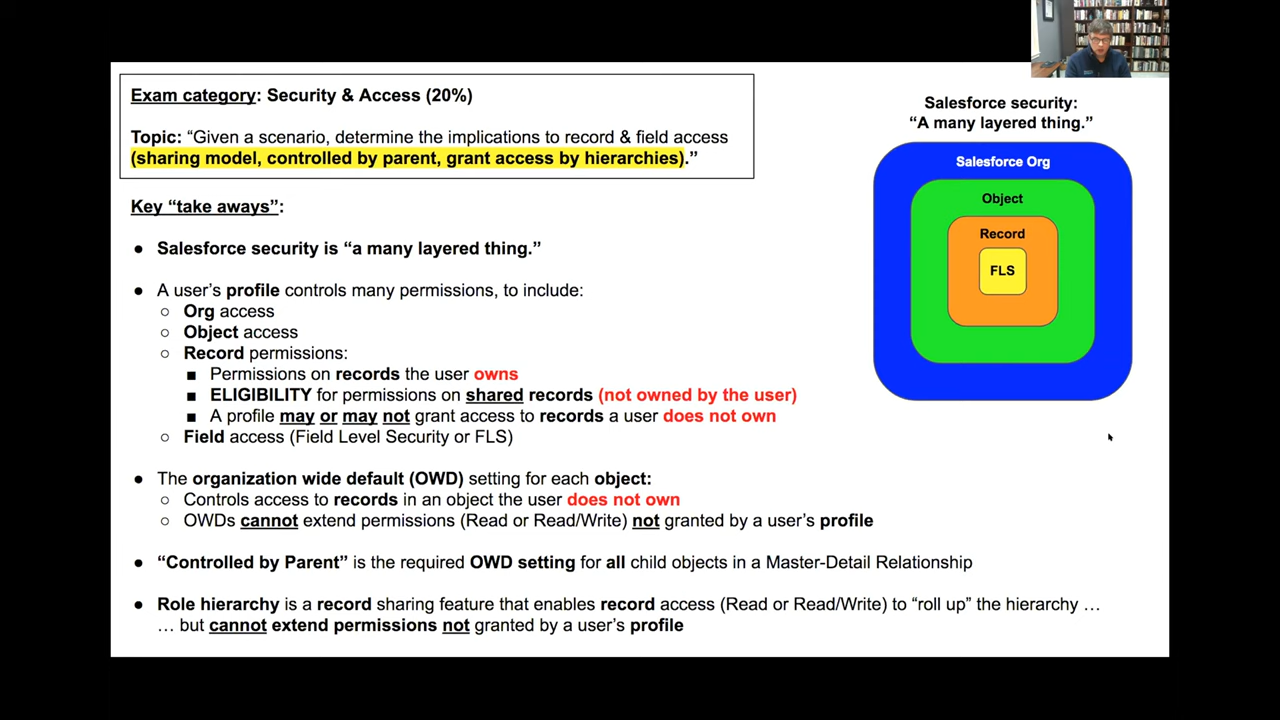 Exam category: Security & Access (20%)
Topic: “Given a scenario, determine the implications to record & field access
(sharing model, controlled by parent, grant access by hierarchies).”
Key “take aways”:
● Salesforce security is “a many layered thing.”
● A user’s profile controls many permissions, to include:
○ Org access
○ Object access
○ Record permissions:
■ Permissions on records the user owns
■ ELIGIBILITY for permissions on shared records (not owned by the user)
■ A profile may or may not grant access to records a user does not own
○ Field access (Field Level Security or FLS)
● The organization wide default (OWD) setting for each object:
○ Controls access to records in an object the user does not own
○ OWDs cannot extend permissions (Read or Read/Write) not granted by a user’s profile
● “Controlled by Parent” is the required OWD setting for all child objects in a Master-Detail Relationship
● Role hierarchy is a record sharing feature that enables record access (Read or Read/Write) to “roll up” the hierarchy …
… but cannot extend permissions not granted by a user’s profile
Salesforce security:
“A many layered thing.”
Salesforce Org
Object
Record
FLS